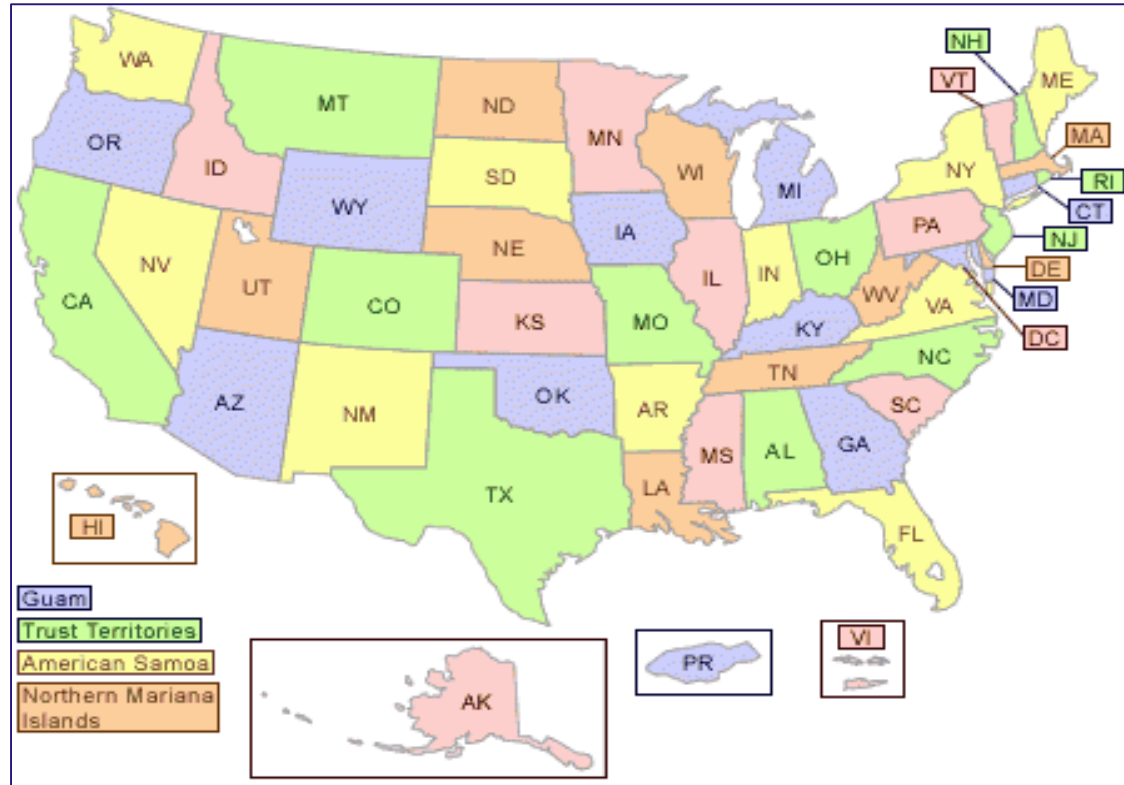 NH
WA
VT
ME
MT
ND
MN
MA
OR
ID
SD
WI
NY
RI
WY
MI
CT
PA
IA
NJ
NE
NV
OH
IN
DE
UT
IL
CA
CO
WV
MD
VA
KS
MO
KY
DC
NC
TN
OK
AZ
SC
NM
AR
GA
AL
MS
LA
TX
HI
FL
Guam
Trust Territories
VI
American Samoa
PR
Northern Mariana
Islands
AK